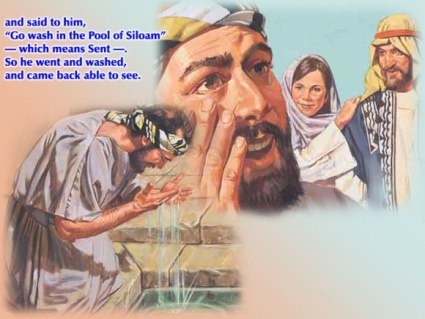 and said to him,
“Go wash in the Pool of Siloam”
— which means Sent —.
So he went and washed,
and came back able to see.